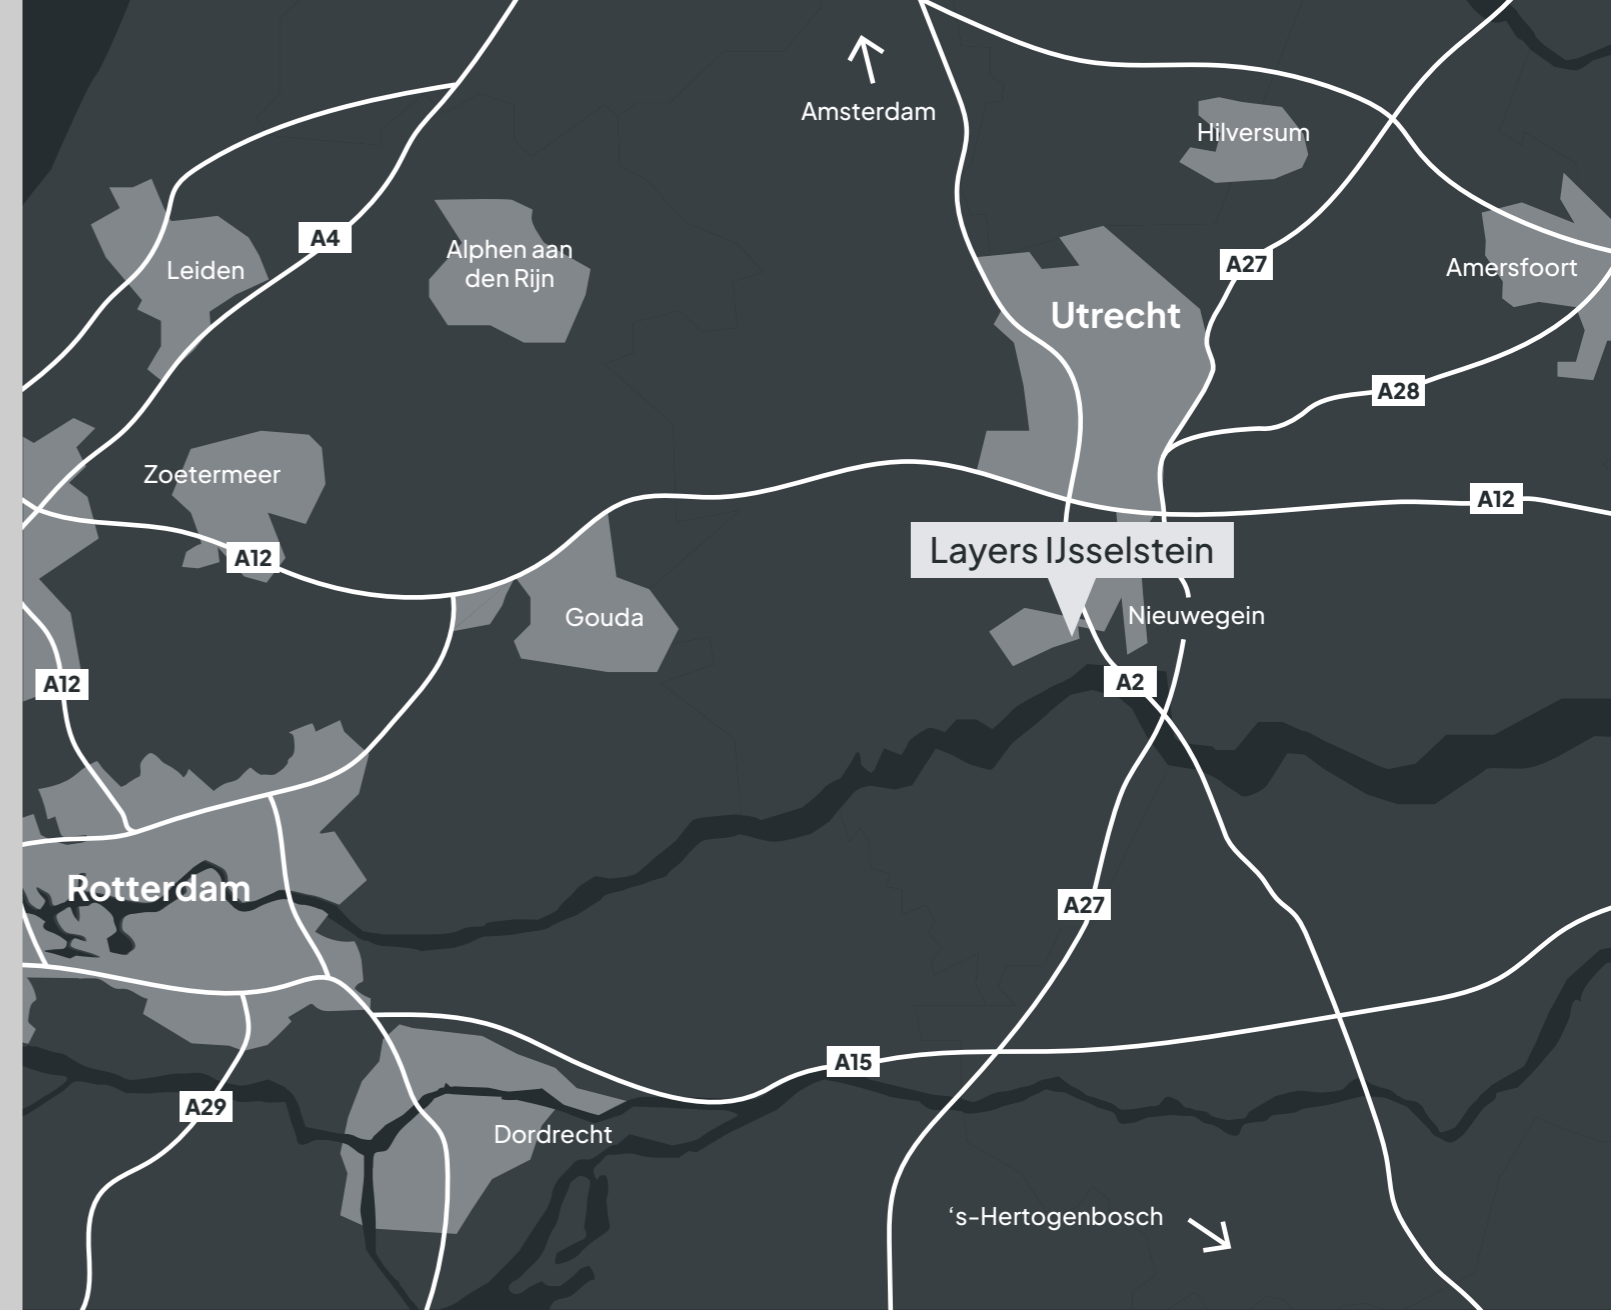 Amsterdam
Hilversum
A4
Alphen aan
den Rijn
Leiden
A27
Amersfoort
Utrecht
A28
Zoetermeer
A12
A12
Layers IJsselstein
Gouda
Nieuwegein
A12
A2
Rotterdam
A27
A15
A29
Dordrecht
‘s-Hertogenbosch